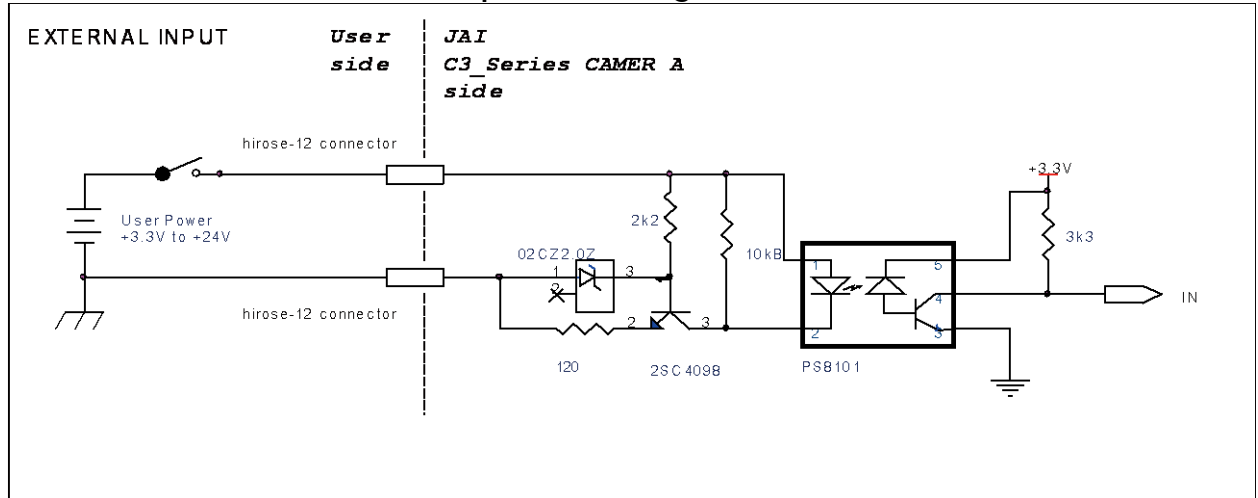 EXTERNAL INPUT
User side
JAI
C3_Series CAMER A
side
hirose-12 connector
User Power
+3.3V to +24V
hirose-12 connector
02CZ2.0Z
1
2
3
2k2
10kB
120
2
3
2SC4098
1
2
5
4
3
PS8101
+3.3V
3k3
IN